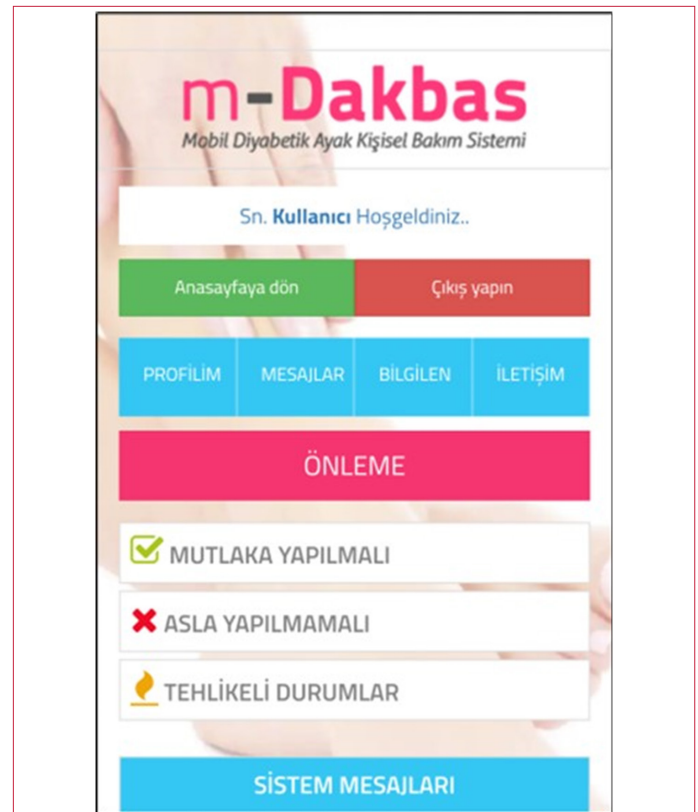 m-Dakbas
Mobil Diyabetik Ayak Kişisel Bakım Sistemi
Sn. Kullanıcı Hoşgeldiniz..
Anasayfaya dön Çıkış yapın
PROFİLİM MESAJLAR BİLGİLEN İLETİŞİM
ÖNLEME
MUTLAKA YAPILMALI
ASLA YAPILMAMALI
TEHLİKELİ DURUMLAR
SİSTEM MESAJLARI